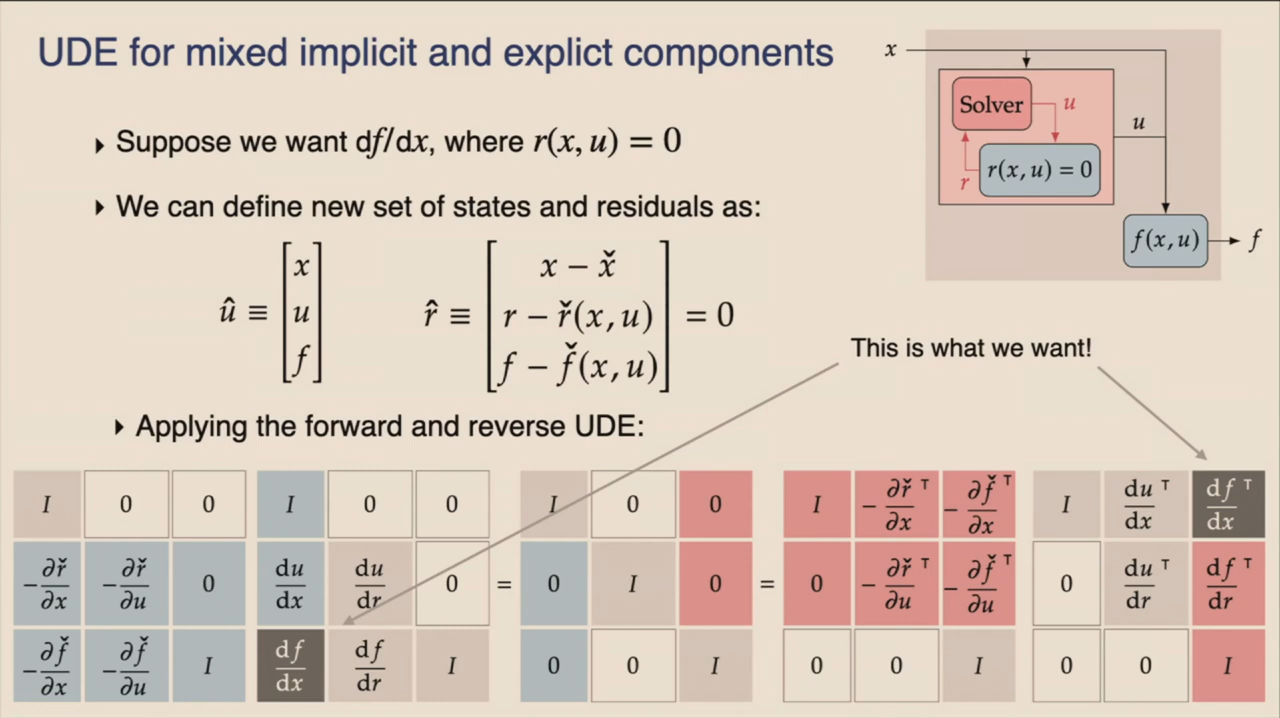 UDE for mixed implicit and explict components
‣ Suppose we want df/dx, where r(x, u) = 0
‣ We can define new set of states and residuals as:
û ≡ [x u f] r̂ ≡ [x − x̌ r − ř(x, u) f − f̌(x, u)] = 0
‣ Applying the forward and reverse UDE:
x
Solver
u
r
r(x, u) = 0
u
f(x, u)
f
This is what we want!
I 0 0 I 0 0 I 0 0 I −∂ř/∂x ᵀ −∂f̌/∂x ᵀ I du/dx ᵀ df/dx ᵀ
−∂ř/∂x −∂ř/∂u 0 du/dx du/dr 0 = 0 I 0 = 0 −∂ř/∂u ᵀ −∂f̌/∂u ᵀ 0 du/dr ᵀ df/dr ᵀ
−∂f̌/∂x −∂f̌/∂u I df/dx df/dr I 0 0 I 0 0 I 0 0 I